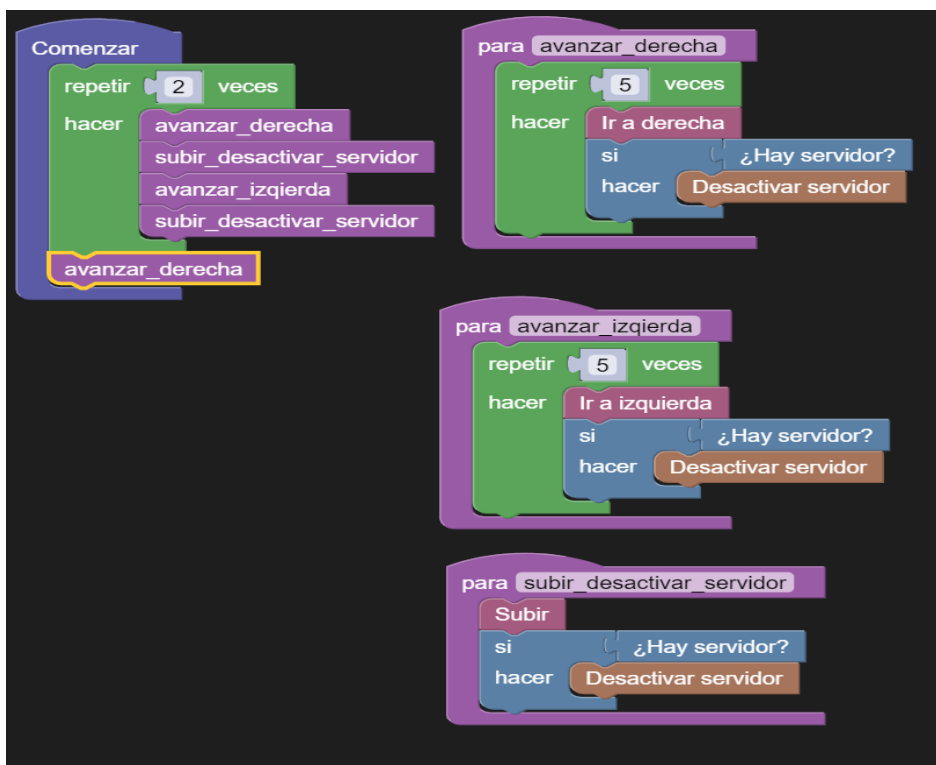 Comenzar
repetir 2 veces
hacer avanzar_derecha
subir_desactivar_servidor
avanzar_izqierda
subir_desactivar_servidor
avanzar_derecha
para avanzar_derecha
repetir 5 veces
hacer Ir a derecha
si ¿Hay servidor?
hacer Desactivar servidor
para avanzar_izqierda
repetir 5 veces
hacer Ir a izquierda
si ¿Hay servidor?
hacer Desactivar servidor
para subir_desactivar_servidor
Subir
si ¿Hay servidor?
hacer Desactivar servidor